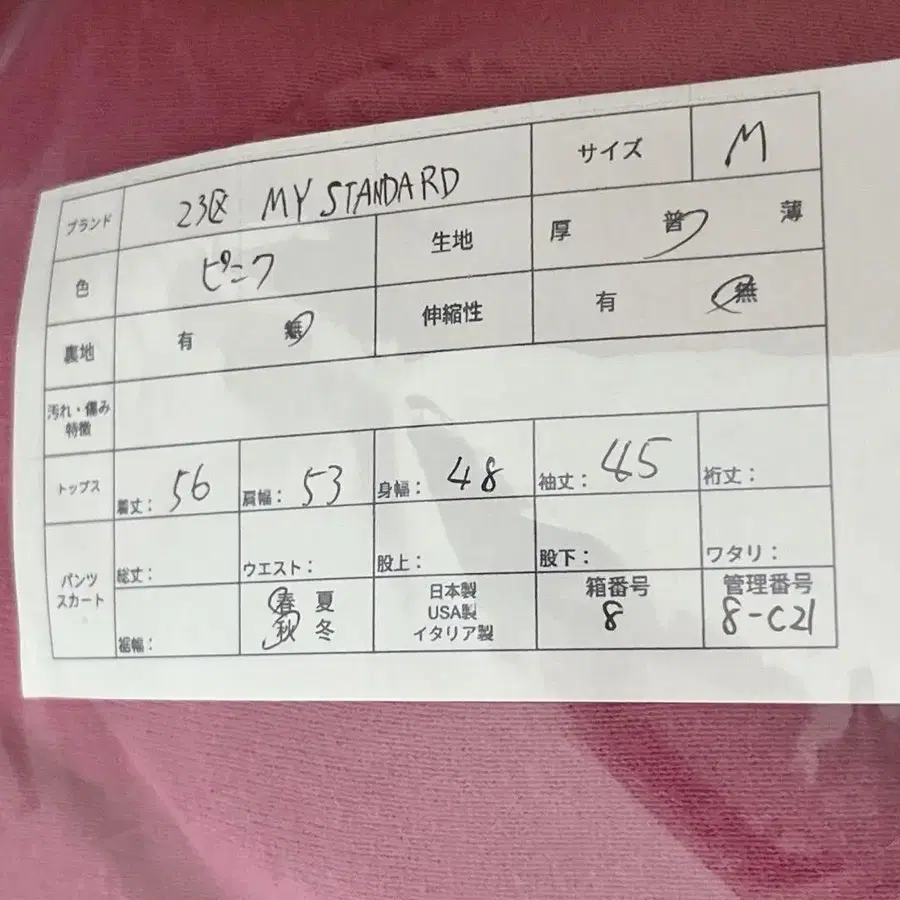 ブランド 23区 MY STANDARD サイズ M
色 ピンク 生地 厚 普 薄
裏地 有 無 伸縮性 有 無
汚れ・傷み
特徴
トップス 着丈: 56 肩幅: 53 身幅: 48 袖丈: 45 裄丈:
パンツ
スカート
総丈: ウエスト: 股上: 股下: ワタリ:
裾幅:
春 夏
秋 冬
日本製
USA製
イタリア製
箱番号
8
管理番号
8-C21